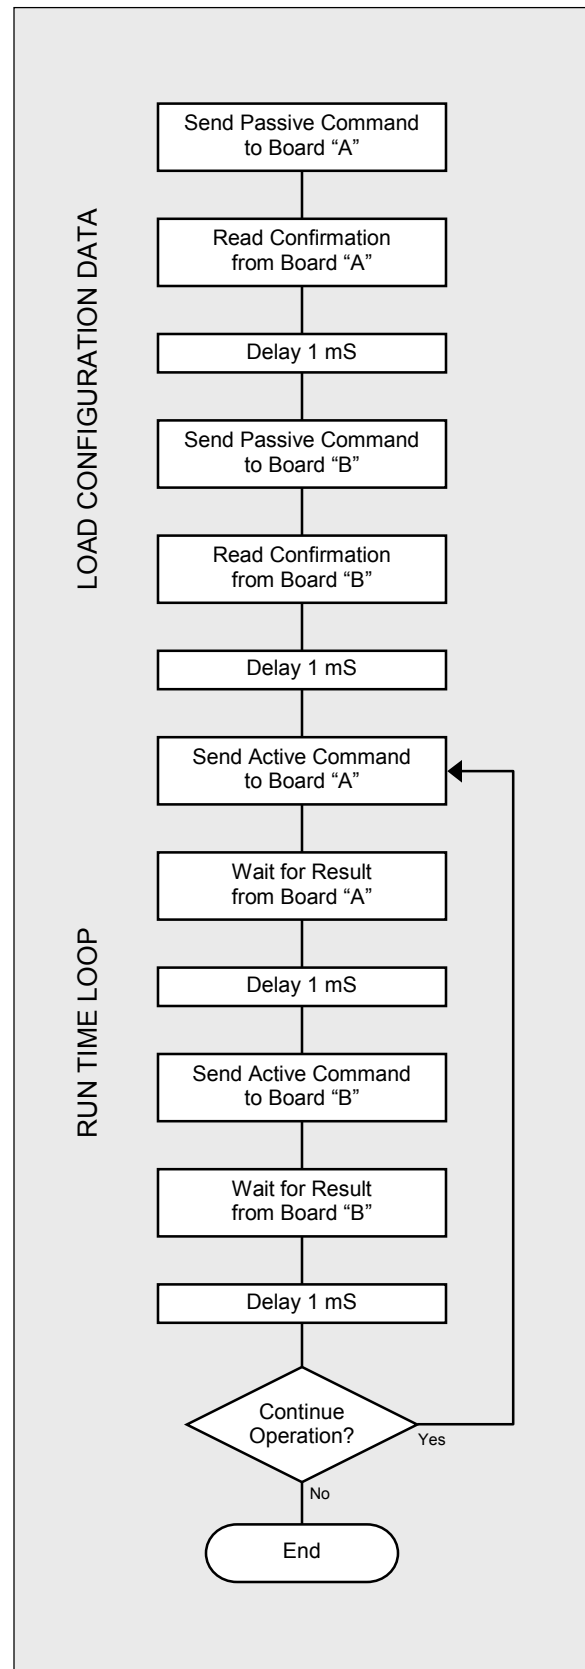 Send Passive Command
to Board “A”
LOAD CONFIGURATION DATA
Read Confirmation
from Board “A”
Delay 1 mS
Send Passive Command
to Board “B”
Read Confirmation
from Board “B”
Delay 1 mS
Send Active Command
to Board “A”
RUN TIME LOOP
Wait for Result
from Board “A”
Delay 1 mS
Send Active Command
to Board “B”
Wait for Result
from Board “B”
Delay 1 mS
Continue
Operation?
Yes
No
End